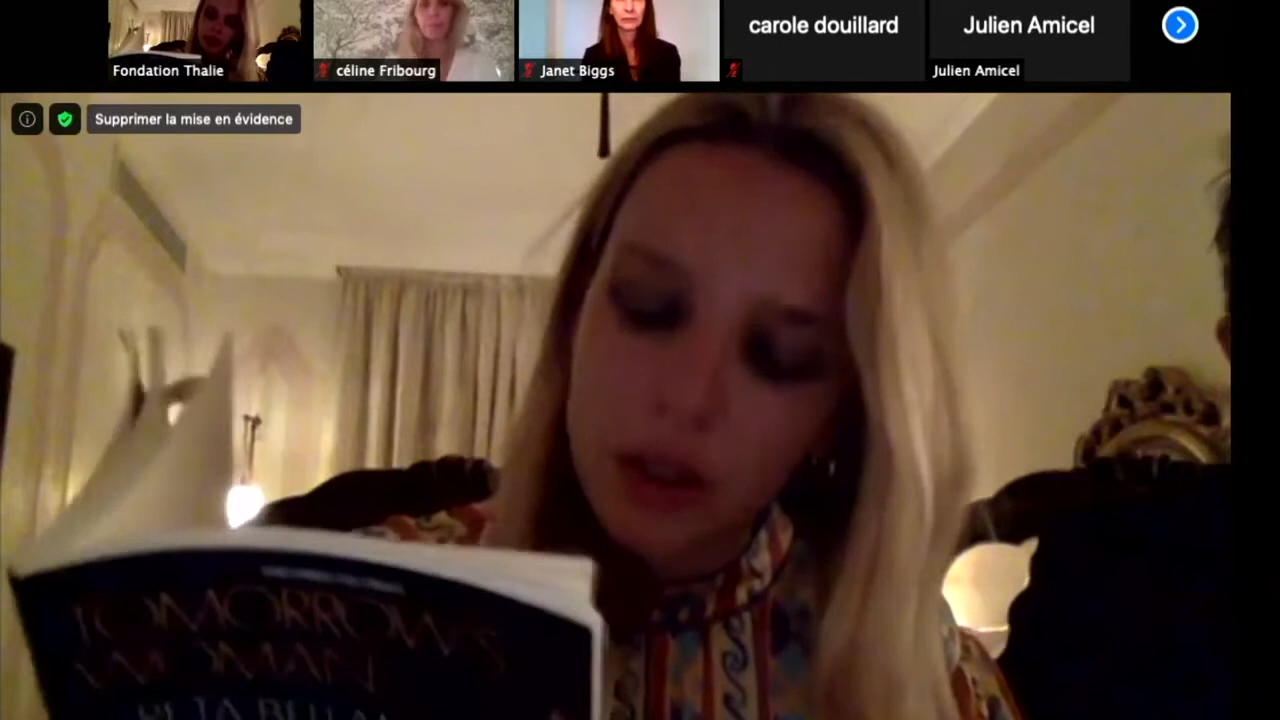 carole douillard
Julien Amicel
Fondation Thalie
céline Fribourg
Janet Biggs
Julien Amicel
Supprimer la mise en évidence
TOMORROW'S
WOMAN